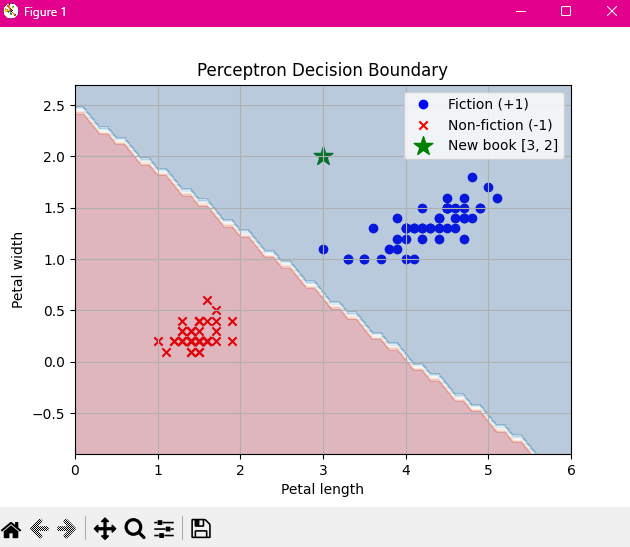 Figure 1
Perceptron Decision Boundary
Fiction (+1)
Non-fiction (-1)
New book [3, 2]
2.5
2.0
1.5
1.0
0.5
0.0
−0.5
Petal width
0 1 2 3 4 5 6
Petal length